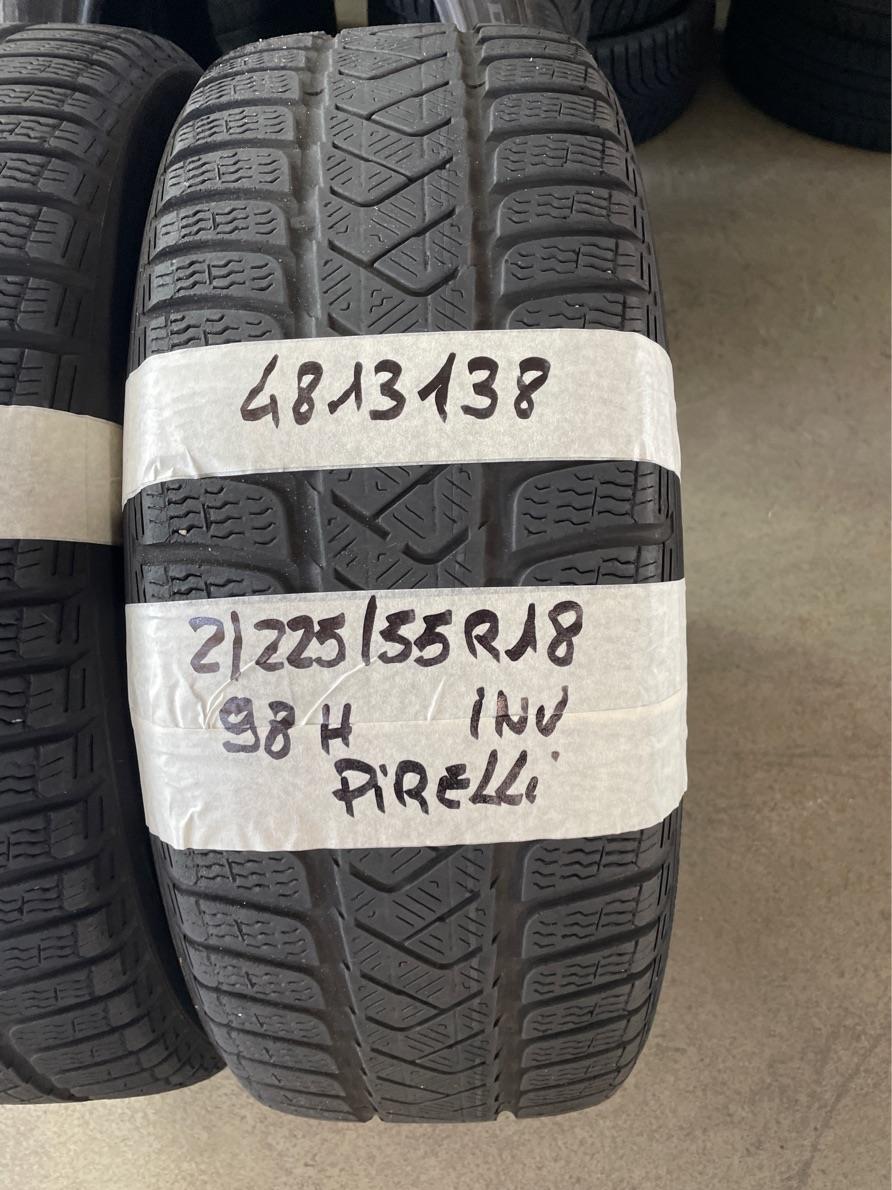 4813138
2/225/55R18
98H INV
PiRELLi